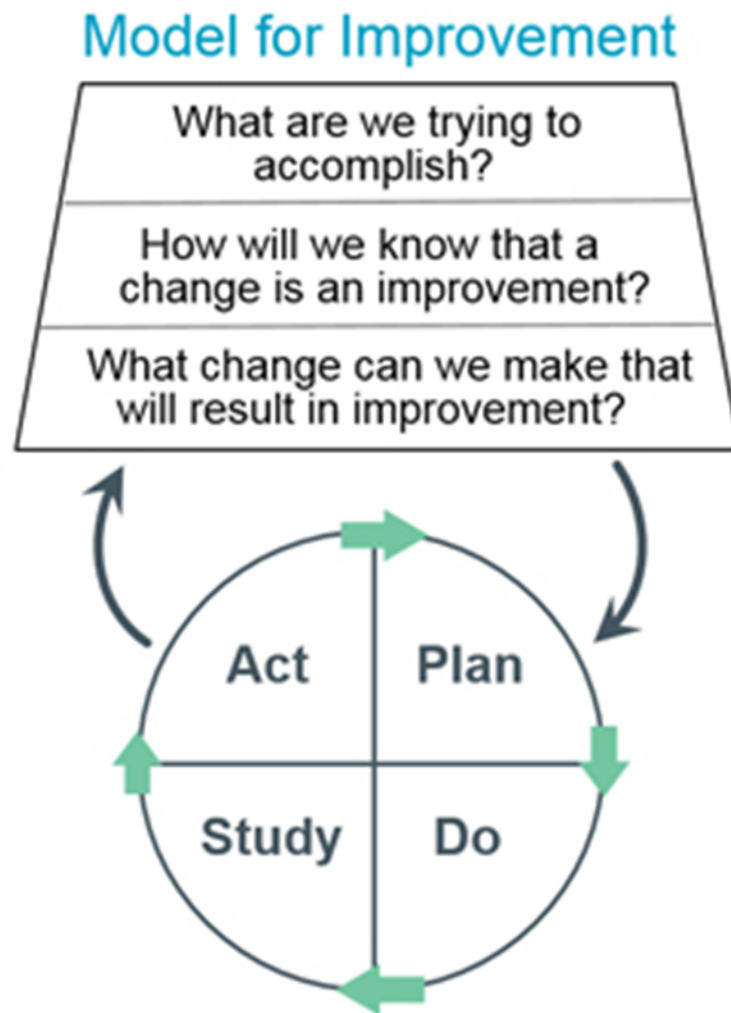 Model for Improvement
What are we trying to
accomplish?
How will we know that a
change is an improvement?
What change can we make that
will result in improvement?
Act
Plan
Study
Do